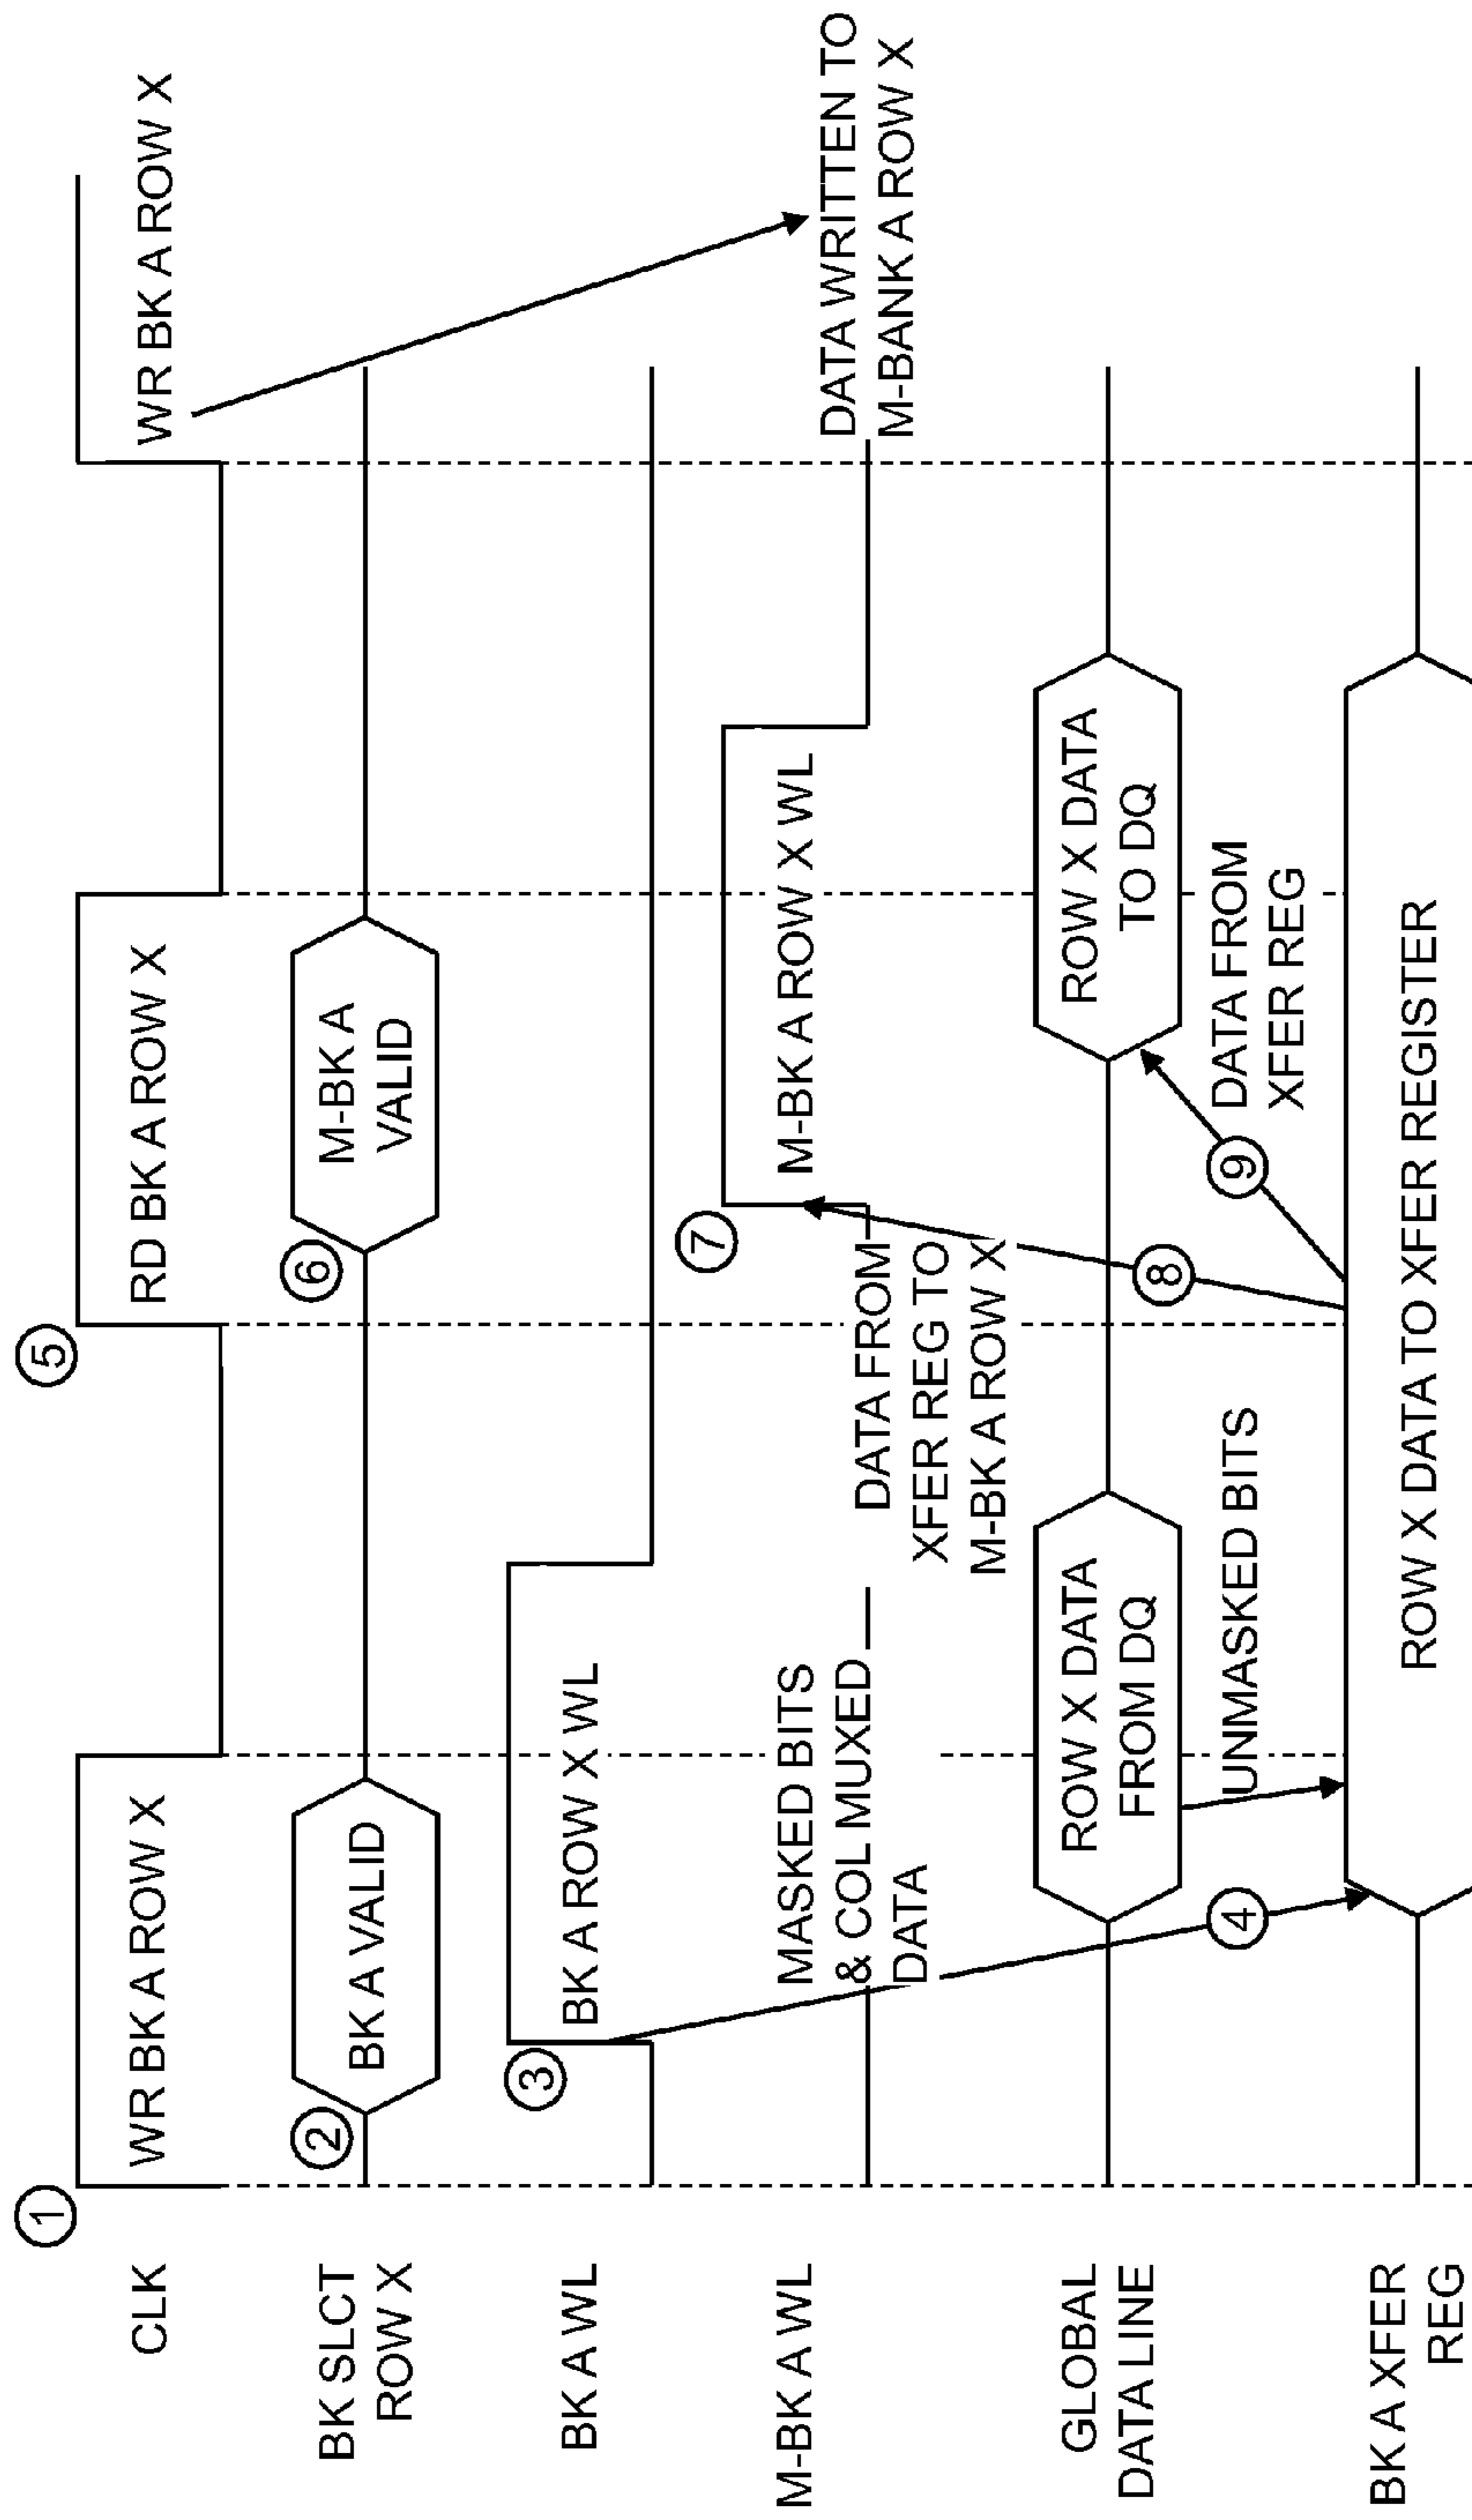 1
CLK
WR BK A ROW X
5
RD BK A ROW X
WR BK A ROW X
BK SLCT
ROW X
2
BK A VALID
6
M-BK A
VALID
BK A WL
3
BK A ROW X WL
M-BK A WL
MASKED BITS
& COL MUXED
DATA
7
M-BK A ROW X WL
DATA FROM
XFER REG TO
M-BK A ROW X
DATA WRITTEN TO
M-BANK A ROW X
GLOBAL
DATA LINE
ROW X DATA
FROM DQ
8
ROW X DATA
TO DQ
4
UNMASKED BITS
9
DATA FROM
XFER REG
BK A XFER
REG
ROW X DATA TO XFER REGISTER